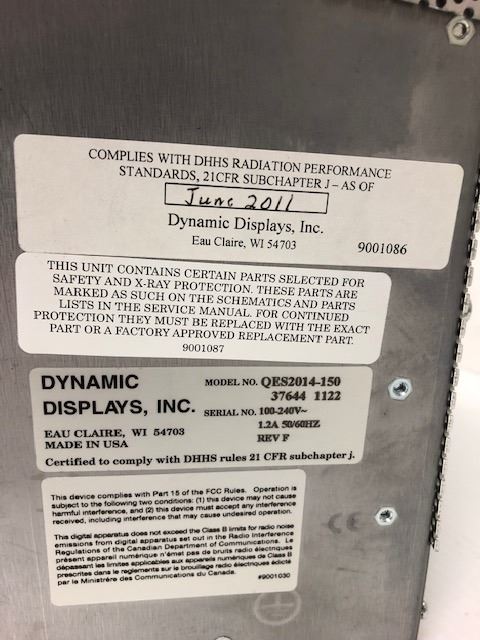 COMPLIES WITH DHHS RADIATION PERFORMANCE
STANDARDS, 21CFR SUBCHAPTER J – AS OF
June 2011
Dynamic Displays, Inc.
Eau Claire, WI 54703
9001086
THIS UNIT CONTAINS CERTAIN PARTS SELECTED FOR
SAFETY AND X-RAY PROTECTION. THESE PARTS ARE
MARKED AS SUCH ON THE SCHEMATICS AND PARTS
LISTS IN THE SERVICE MANUAL. FOR CONTINUED
PROTECTION THEY MUST BE REPLACED WITH THE EXACT
PART OR A FACTORY APPROVED REPLACEMENT PART.
9001087
DYNAMIC
DISPLAYS, INC.
EAU CLAIRE, WI 54703
MADE IN USA
MODEL NO. QES2014-150
37644 1122
SERIAL NO. 100-240V~
1.2A 50/60HZ
REV F
Certified to comply with DHHS rules 21 CFR subchapter j.
This device complies with Part 15 of the FCC Rules. Operation is
subject to the following two conditions: (1) this device may not cause
harmful interference, and (2) this device must accept any interference
received, including interference that may cause undesired operation.
This digital apparatus does not exceed the Class B limits for radio noise
emissions from digital apparatus set out in the Radio Interference
Regulations of the Canadian Department of Communications. Le
présent appareil numérique n'émet pas de bruits radio électriques
dépassant les limites applicables aux appareils numériques de Class B
prescrites dans le reglements sur le brouillage radio électriques édicté
par le Ministrére des Communications du Canada.
#9001030
CE